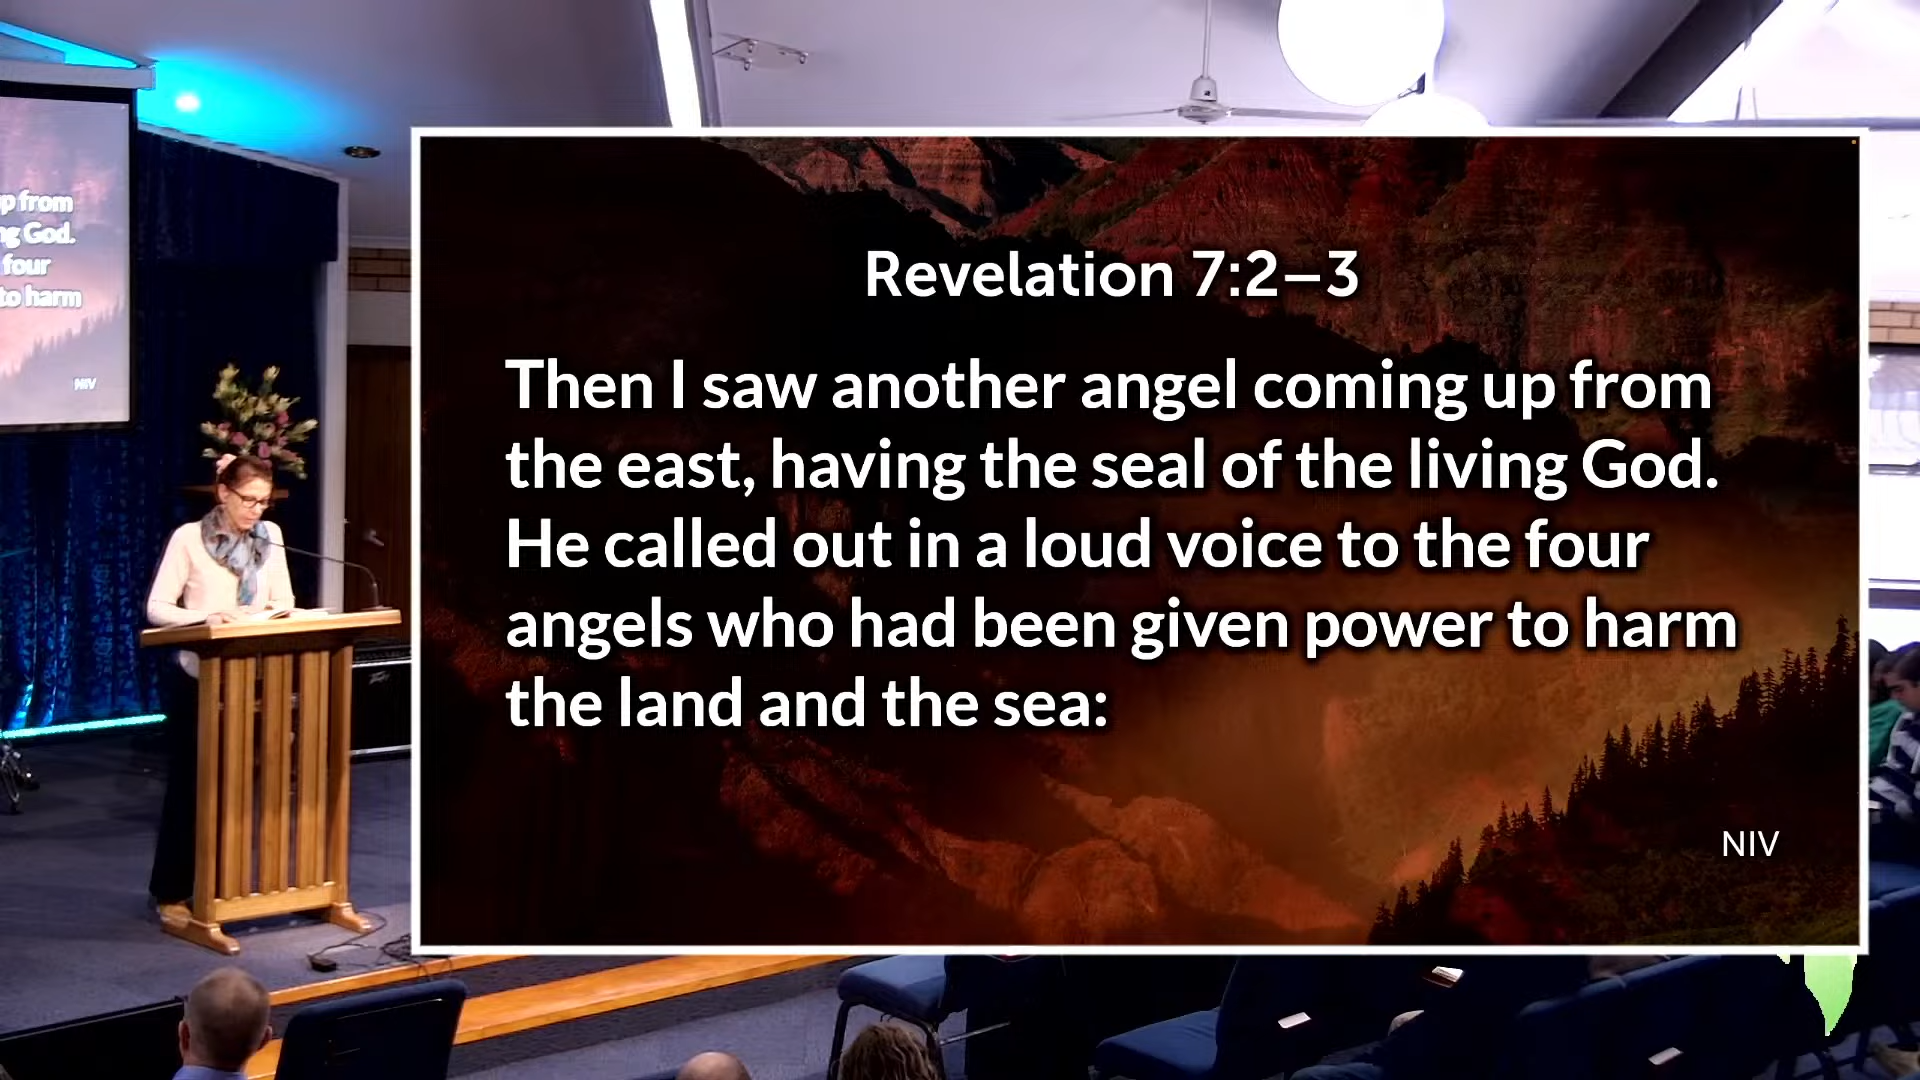 Revelation 7:2–3
Then I saw another angel coming up from
the east, having the seal of the living God.
He called out in a loud voice to the four
angels who had been given power to harm
the land and the sea:
NIV
p from
ng God.
four
to harm
NIV